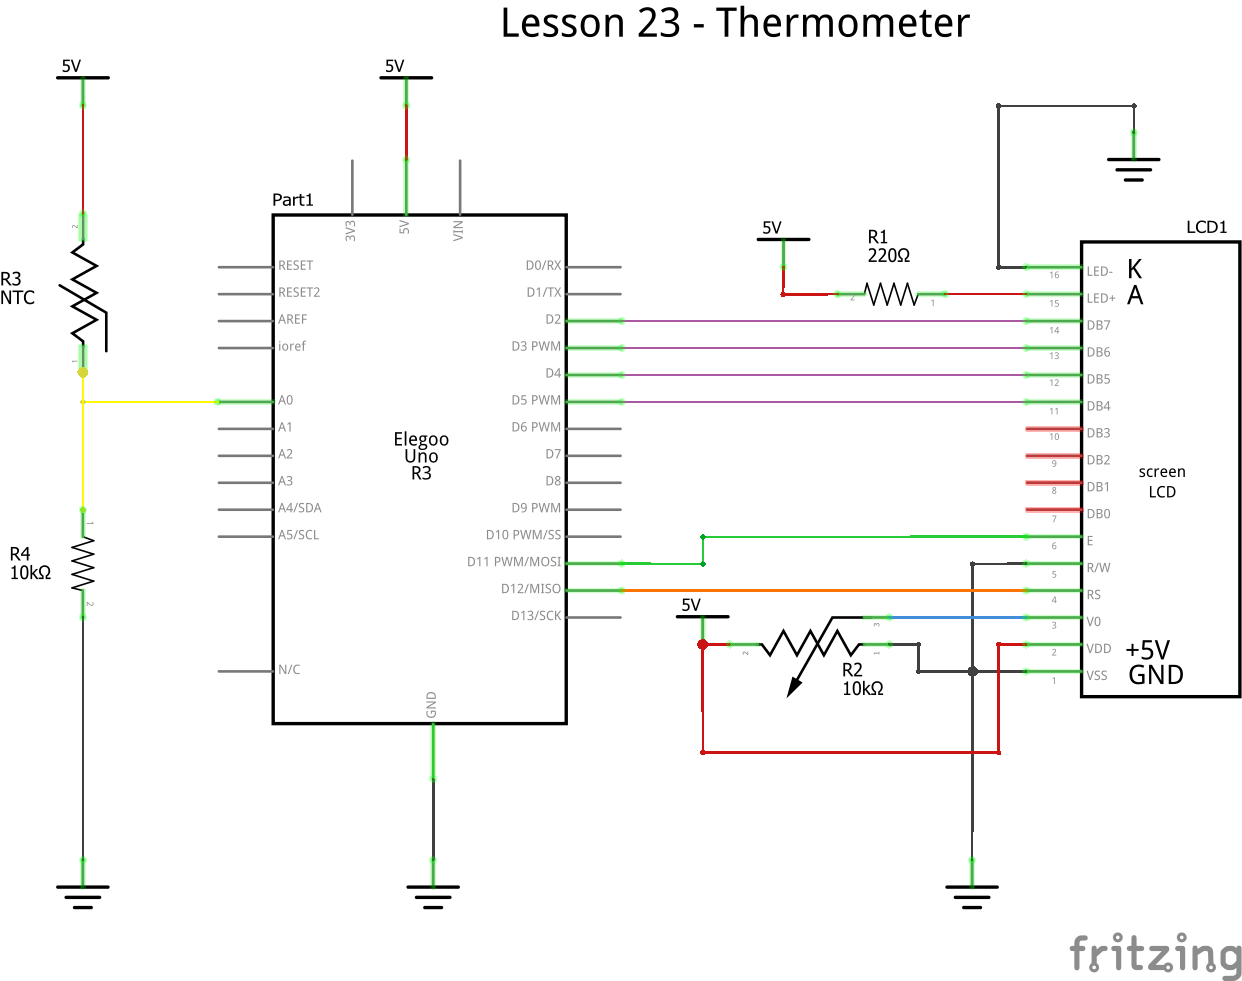 Lesson 23 - Thermometer
5V
5V
Part1
3V3
5V
VIN
2
R3
NTC
1
RESET
RESET2
AREF
ioref
A0
A1
A2
A3
A4/SDA
A5/SCL
N/C
Elegoo
Uno
R3
D0/RX
D1/TX
D2
D3 PWM
D4
D5 PWM
D6 PWM
D7
D8
D9 PWM
D10 PWM/SS
D11 PWM/MOSI
D12/MISO
D13/SCK
GND
1
R4
10kΩ
2
5V
R1
220Ω
2
1
5V
2
3
1
R2
10kΩ
LCD1
16 LED- K
15 LED+ A
14 DB7
13 DB6
12 DB5
11 DB4
10 DB3
9 DB2
8 DB1
7 DB0
screen
LCD
6 E
5 R/W
4 RS
3 V0
2 VDD +5V
1 VSS GND
fritzing